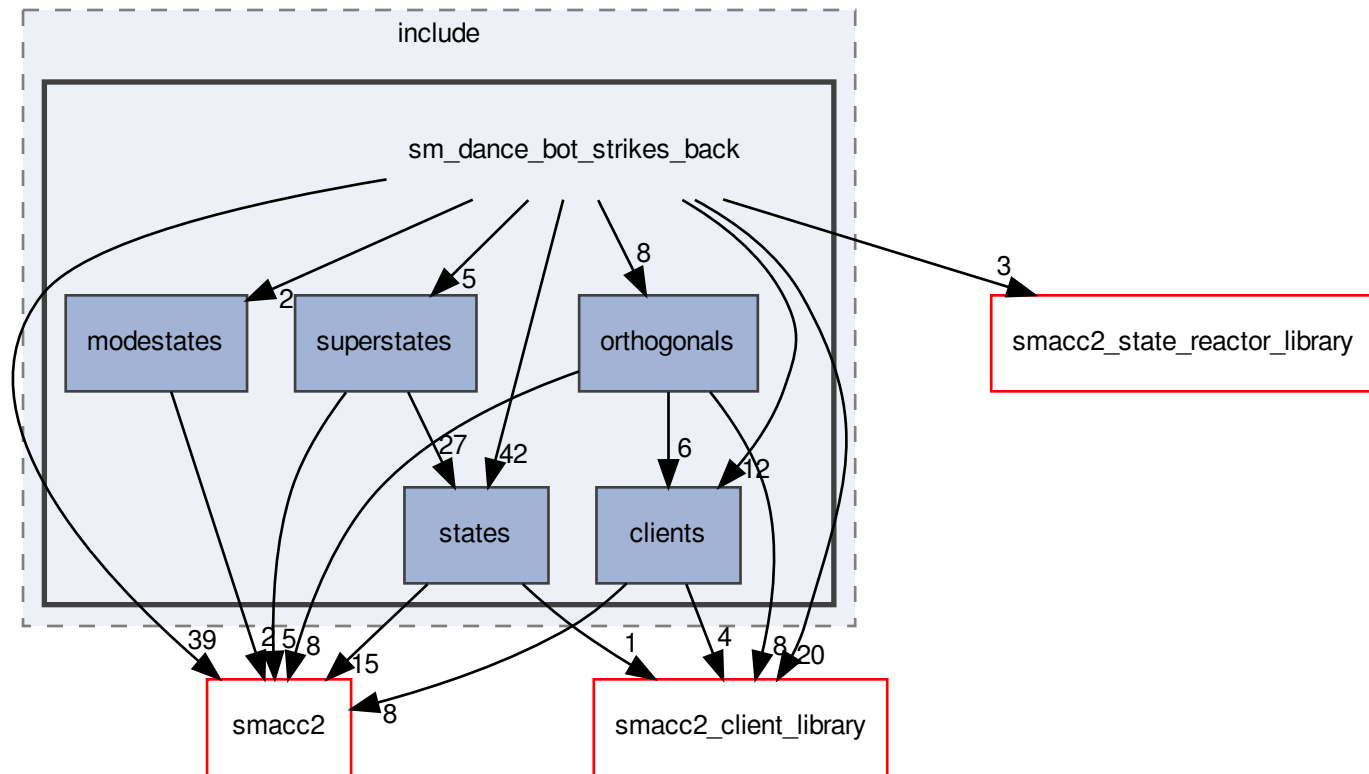 include
sm_dance_bot_strikes_back
8
3
2
5
modestates
superstates
orthogonals
smacc2_state_reactor_library
27
42
6
12
states
clients
39
2
5
8
15
1
4
8
20
8
smacc2
smacc2_client_library